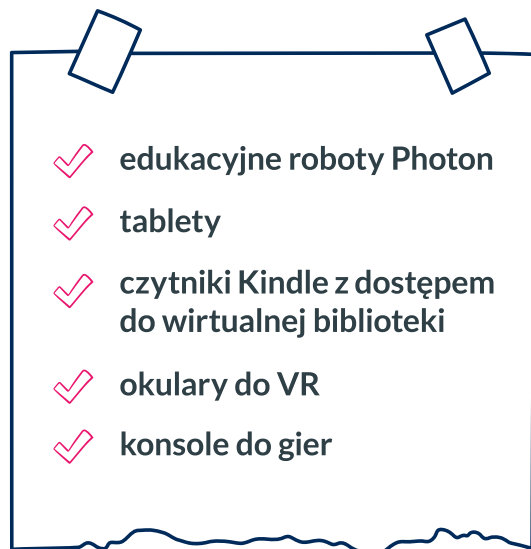 edukacyjne roboty Photon
tablety
czytniki Kindle z dostępem
do wirtualnej biblioteki
okulary do VR
konsole do gier